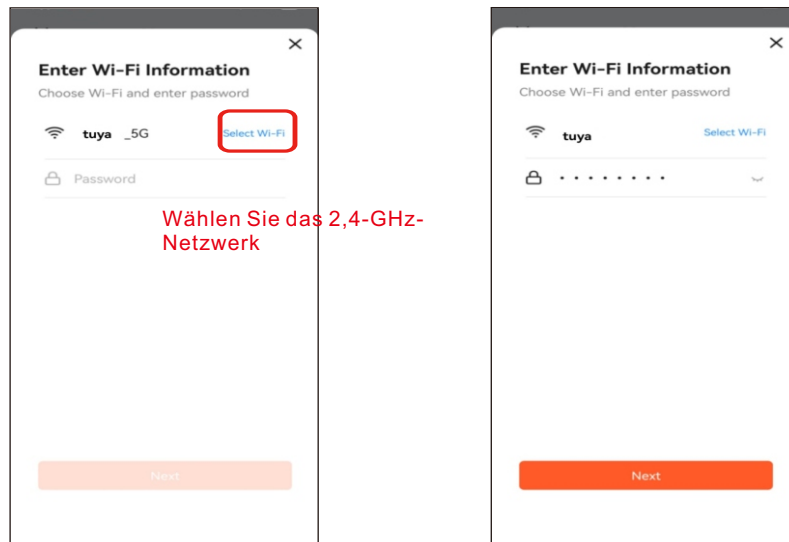 Enter Wi-Fi Information
Choose Wi-Fi and enter password
tuya _5G Select Wi-Fi
Password
Wählen Sie das 2,4-GHz-
Netzwerk
Next
Enter Wi-Fi Information
Choose Wi-Fi and enter password
tuya Select Wi-Fi
Next